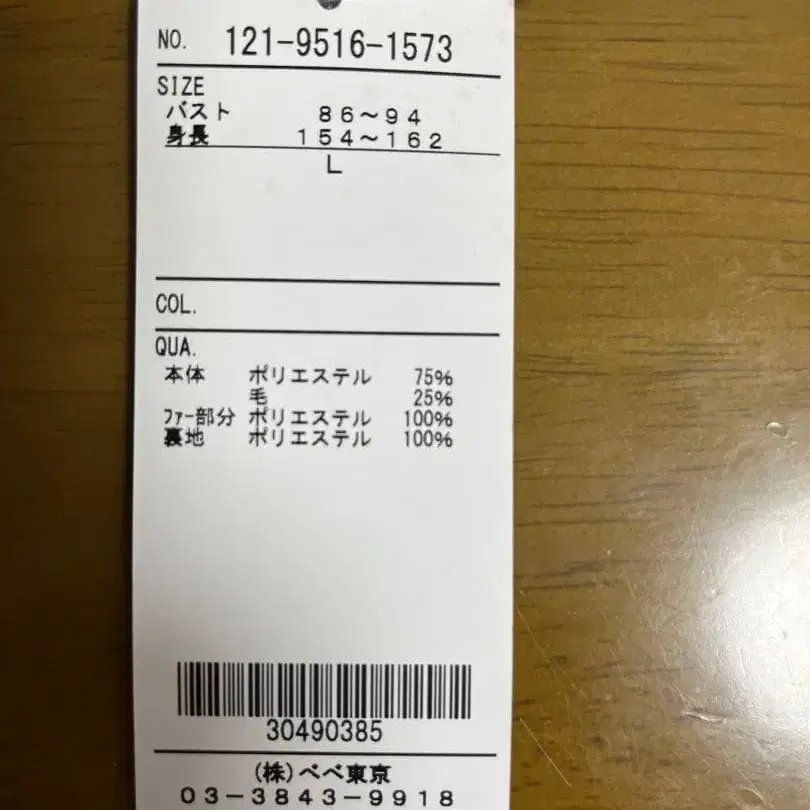 NO. 121-9516-1573
SIZE
バスト 86～94
身長 154～162
L
COL.
QUA.
本体 ポリエステル 75%
毛 25%
ﾌｧｰ部分 ポリエステル 100%
裏地 ポリエステル 100%
30490385
(株)ベベ東京
03-3843-9918